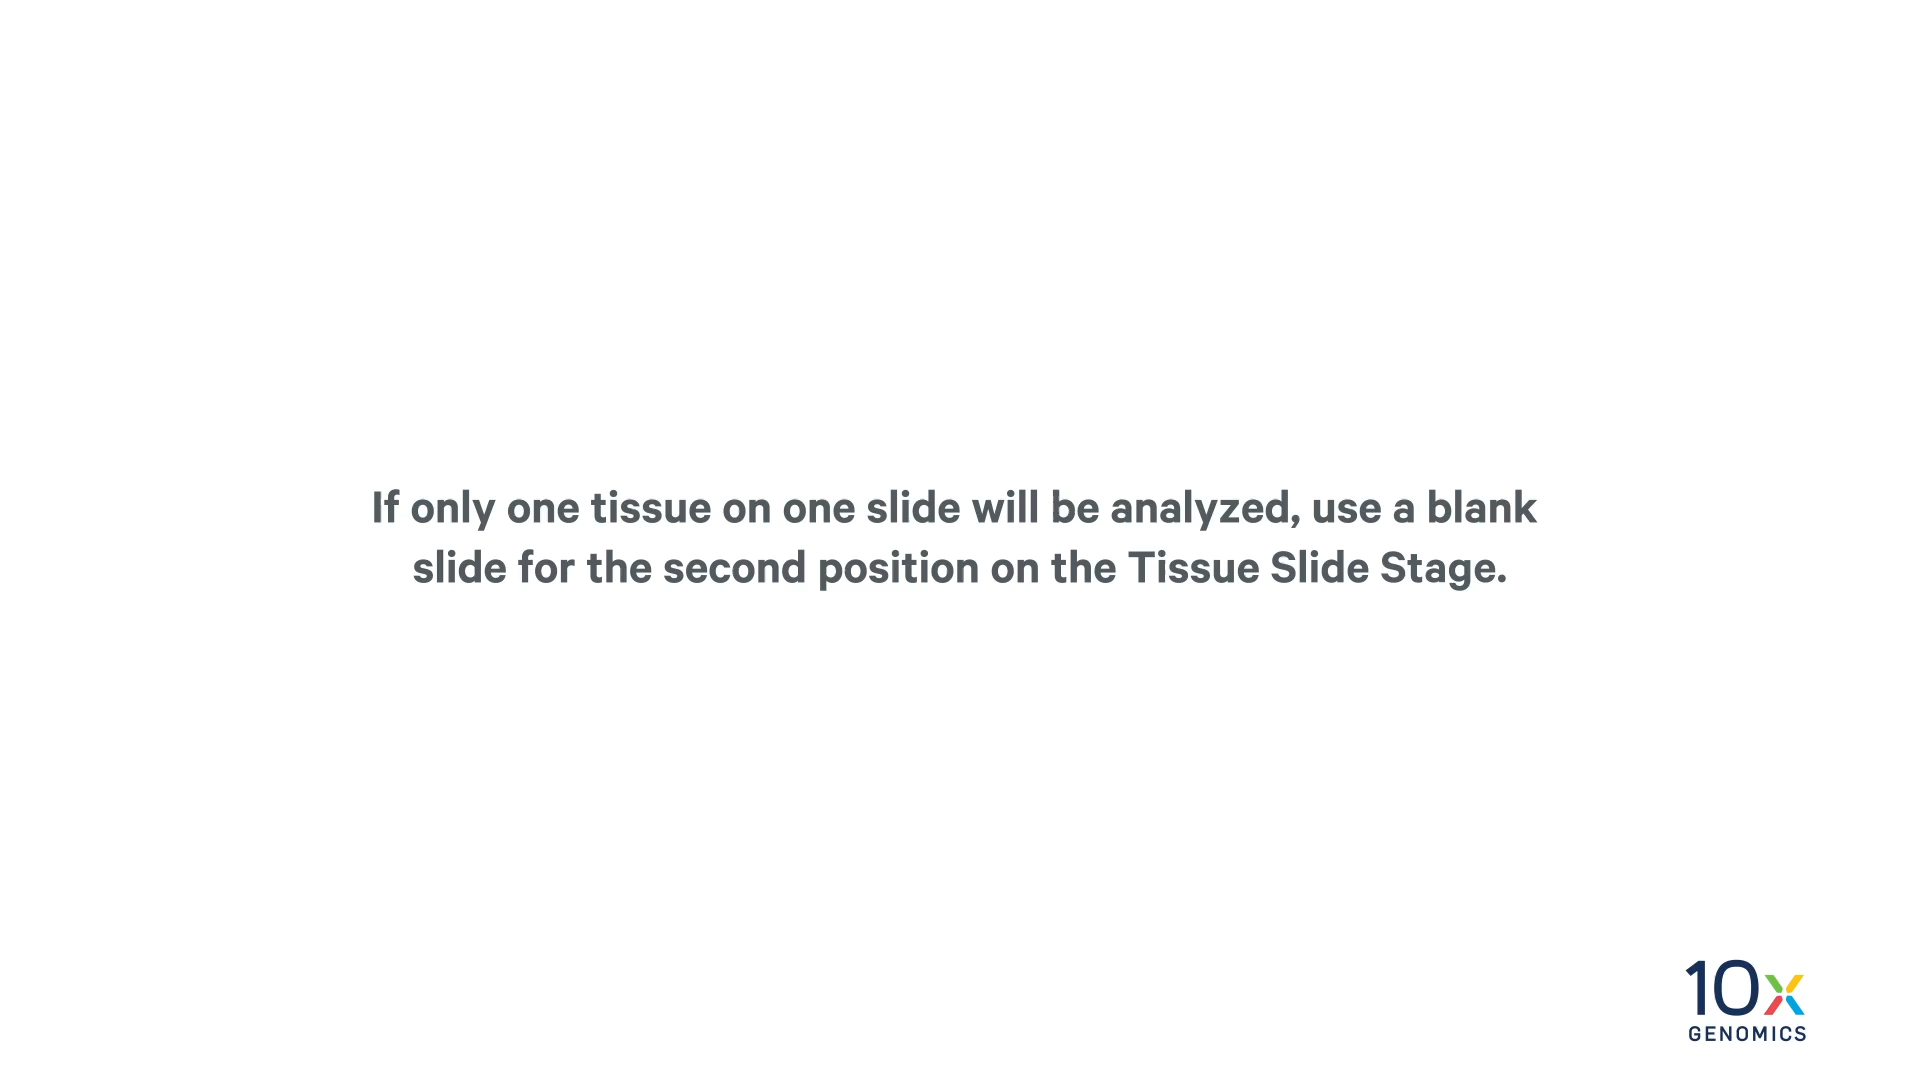 If only one tissue on one slide will be analyzed, use a blank
slide for the second position on the Tissue Slide Stage.
10x
GENOMICS